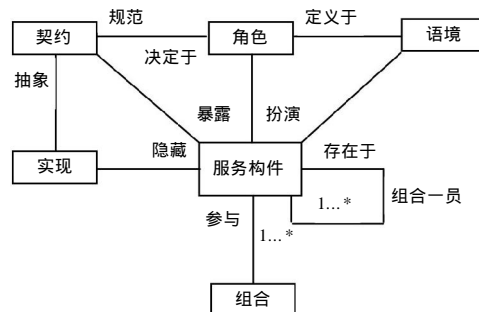 规范
定义于
契约
角色
语境
决定于
抽象
暴露
扮演
隐藏
存在于
实现
服务构件
1…*
组合一员
参与
1…*
组合